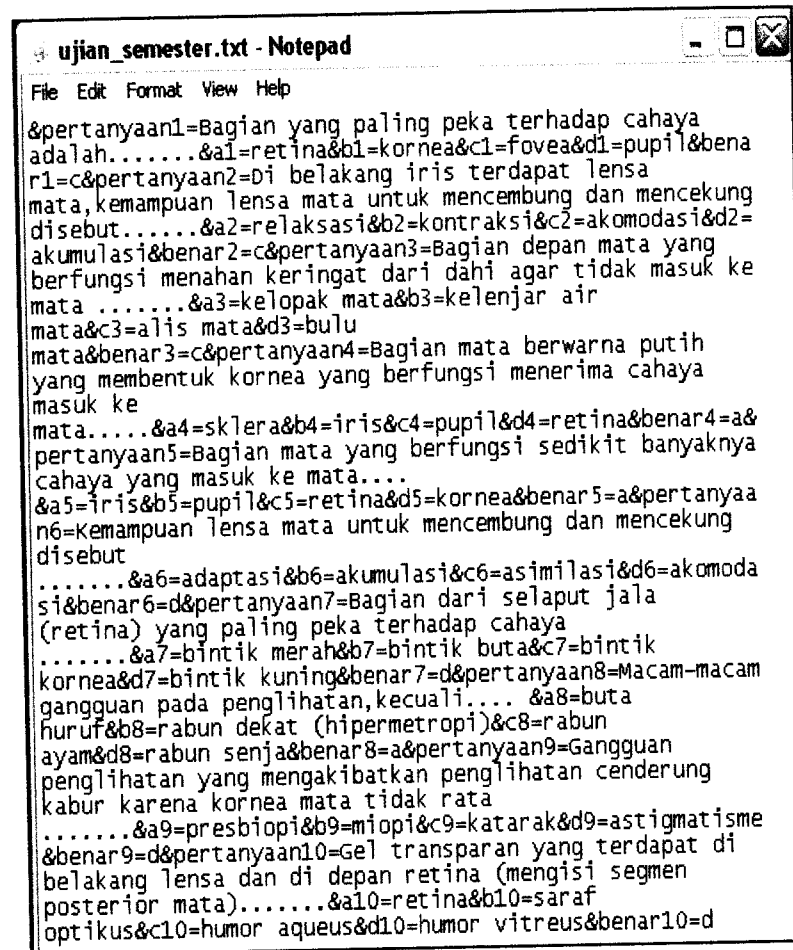 ujian_semester.txt - Notepad
File Edit Format View Help
&pertanyaan1=Bagian yang paling peka terhadap cahaya
adalah.......&a1=retina&b1=kornea&c1=fovea&d1=pupil&bena
r1=c&pertanyaan2=Di belakang iris terdapat lensa
mata,kemampuan lensa mata untuk mencembung dan mencekung
disebut......&a2=relaksasi&b2=kontraksi&c2=akomodasi&d2=
akumulasi&benar2=c&pertanyaan3=Bagian depan mata yang
berfungsi menahan keringat dari dahi agar tidak masuk ke
mata .......&a3=kelopak mata&b3=kelenjar air
mata&c3=alis mata&d3=bulu
mata&benar3=c&pertanyaan4=Bagian mata berwarna putih
yang membentuk kornea yang berfungsi menerima cahaya
masuk ke
mata.....&a4=sklera&b4=iris&c4=pupil&d4=retina&benar4=a&
pertanyaan5=Bagian mata yang berfungsi sedikit banyaknya
cahaya yang masuk ke mata....
&a5=iris&b5=pupil&c5=retina&d5=kornea&benar5=a&pertanyaa
n6=Kemampuan lensa mata untuk mencembung dan mencekung
disebut
.......&a6=adaptasi&b6=akumulasi&c6=asimilasi&d6=akomoda
si&benar6=d&pertanyaan7=Bagian dari selaput jala
(retina) yang paling peka terhadap cahaya
.......&a7=bintik merah&b7=bintik buta&c7=bintik
kornea&d7=bintik kuning&benar7=d&pertanyaan8=Macam-macam
gangguan pada penglihatan,kecuali.... &a8=buta
huruf&b8=rabun dekat (hipermetropi)&c8=rabun
ayam&d8=rabun senja&benar8=a&pertanyaan9=Gangguan
penglihatan yang mengakibatkan penglihatan cenderung
kabur karena kornea mata tidak rata
.......&a9=presbiopi&b9=miopi&c9=katarak&d9=astigmatisme
&benar9=d&pertanyaan10=Gel transparan yang terdapat di
belakang lensa dan di depan retina (mengisi segmen
posterior mata).......&a10=retina&b10=saraf
optikus&c10=humor aqueus&d10=humor vitreus&benar10=d